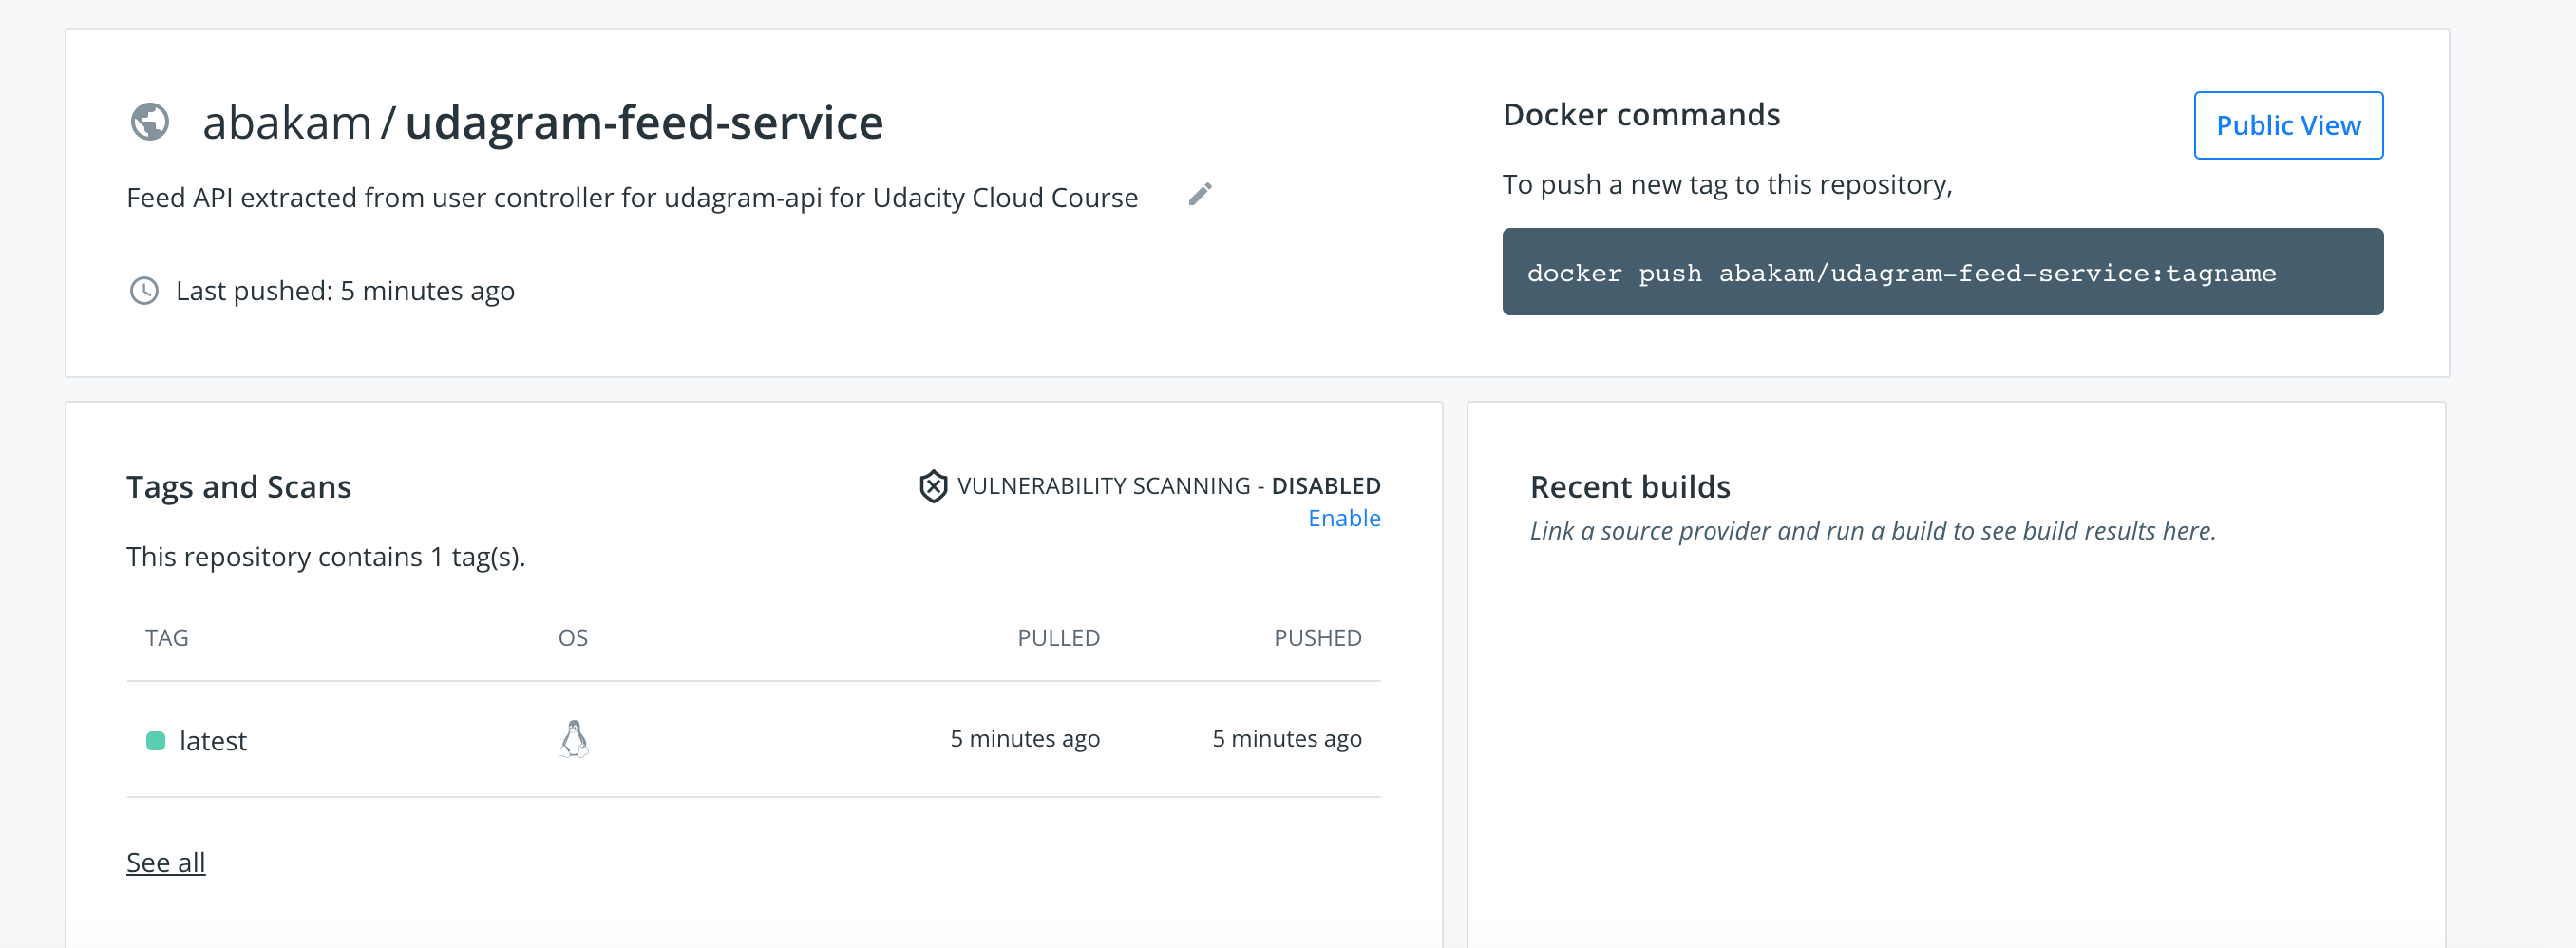 abakam / udagram-feed-service
Feed API extracted from user controller for udagram-api for Udacity Cloud Course
Last pushed: 5 minutes ago
Docker commands
Public View
To push a new tag to this repository,
docker push abakam/udagram-feed-service:tagname
Tags and Scans
VULNERABILITY SCANNING - DISABLED
Enable
This repository contains 1 tag(s).
TAG OS PULLED PUSHED
latest 5 minutes ago 5 minutes ago
See all
Recent builds
Link a source provider and run a build to see build results here.